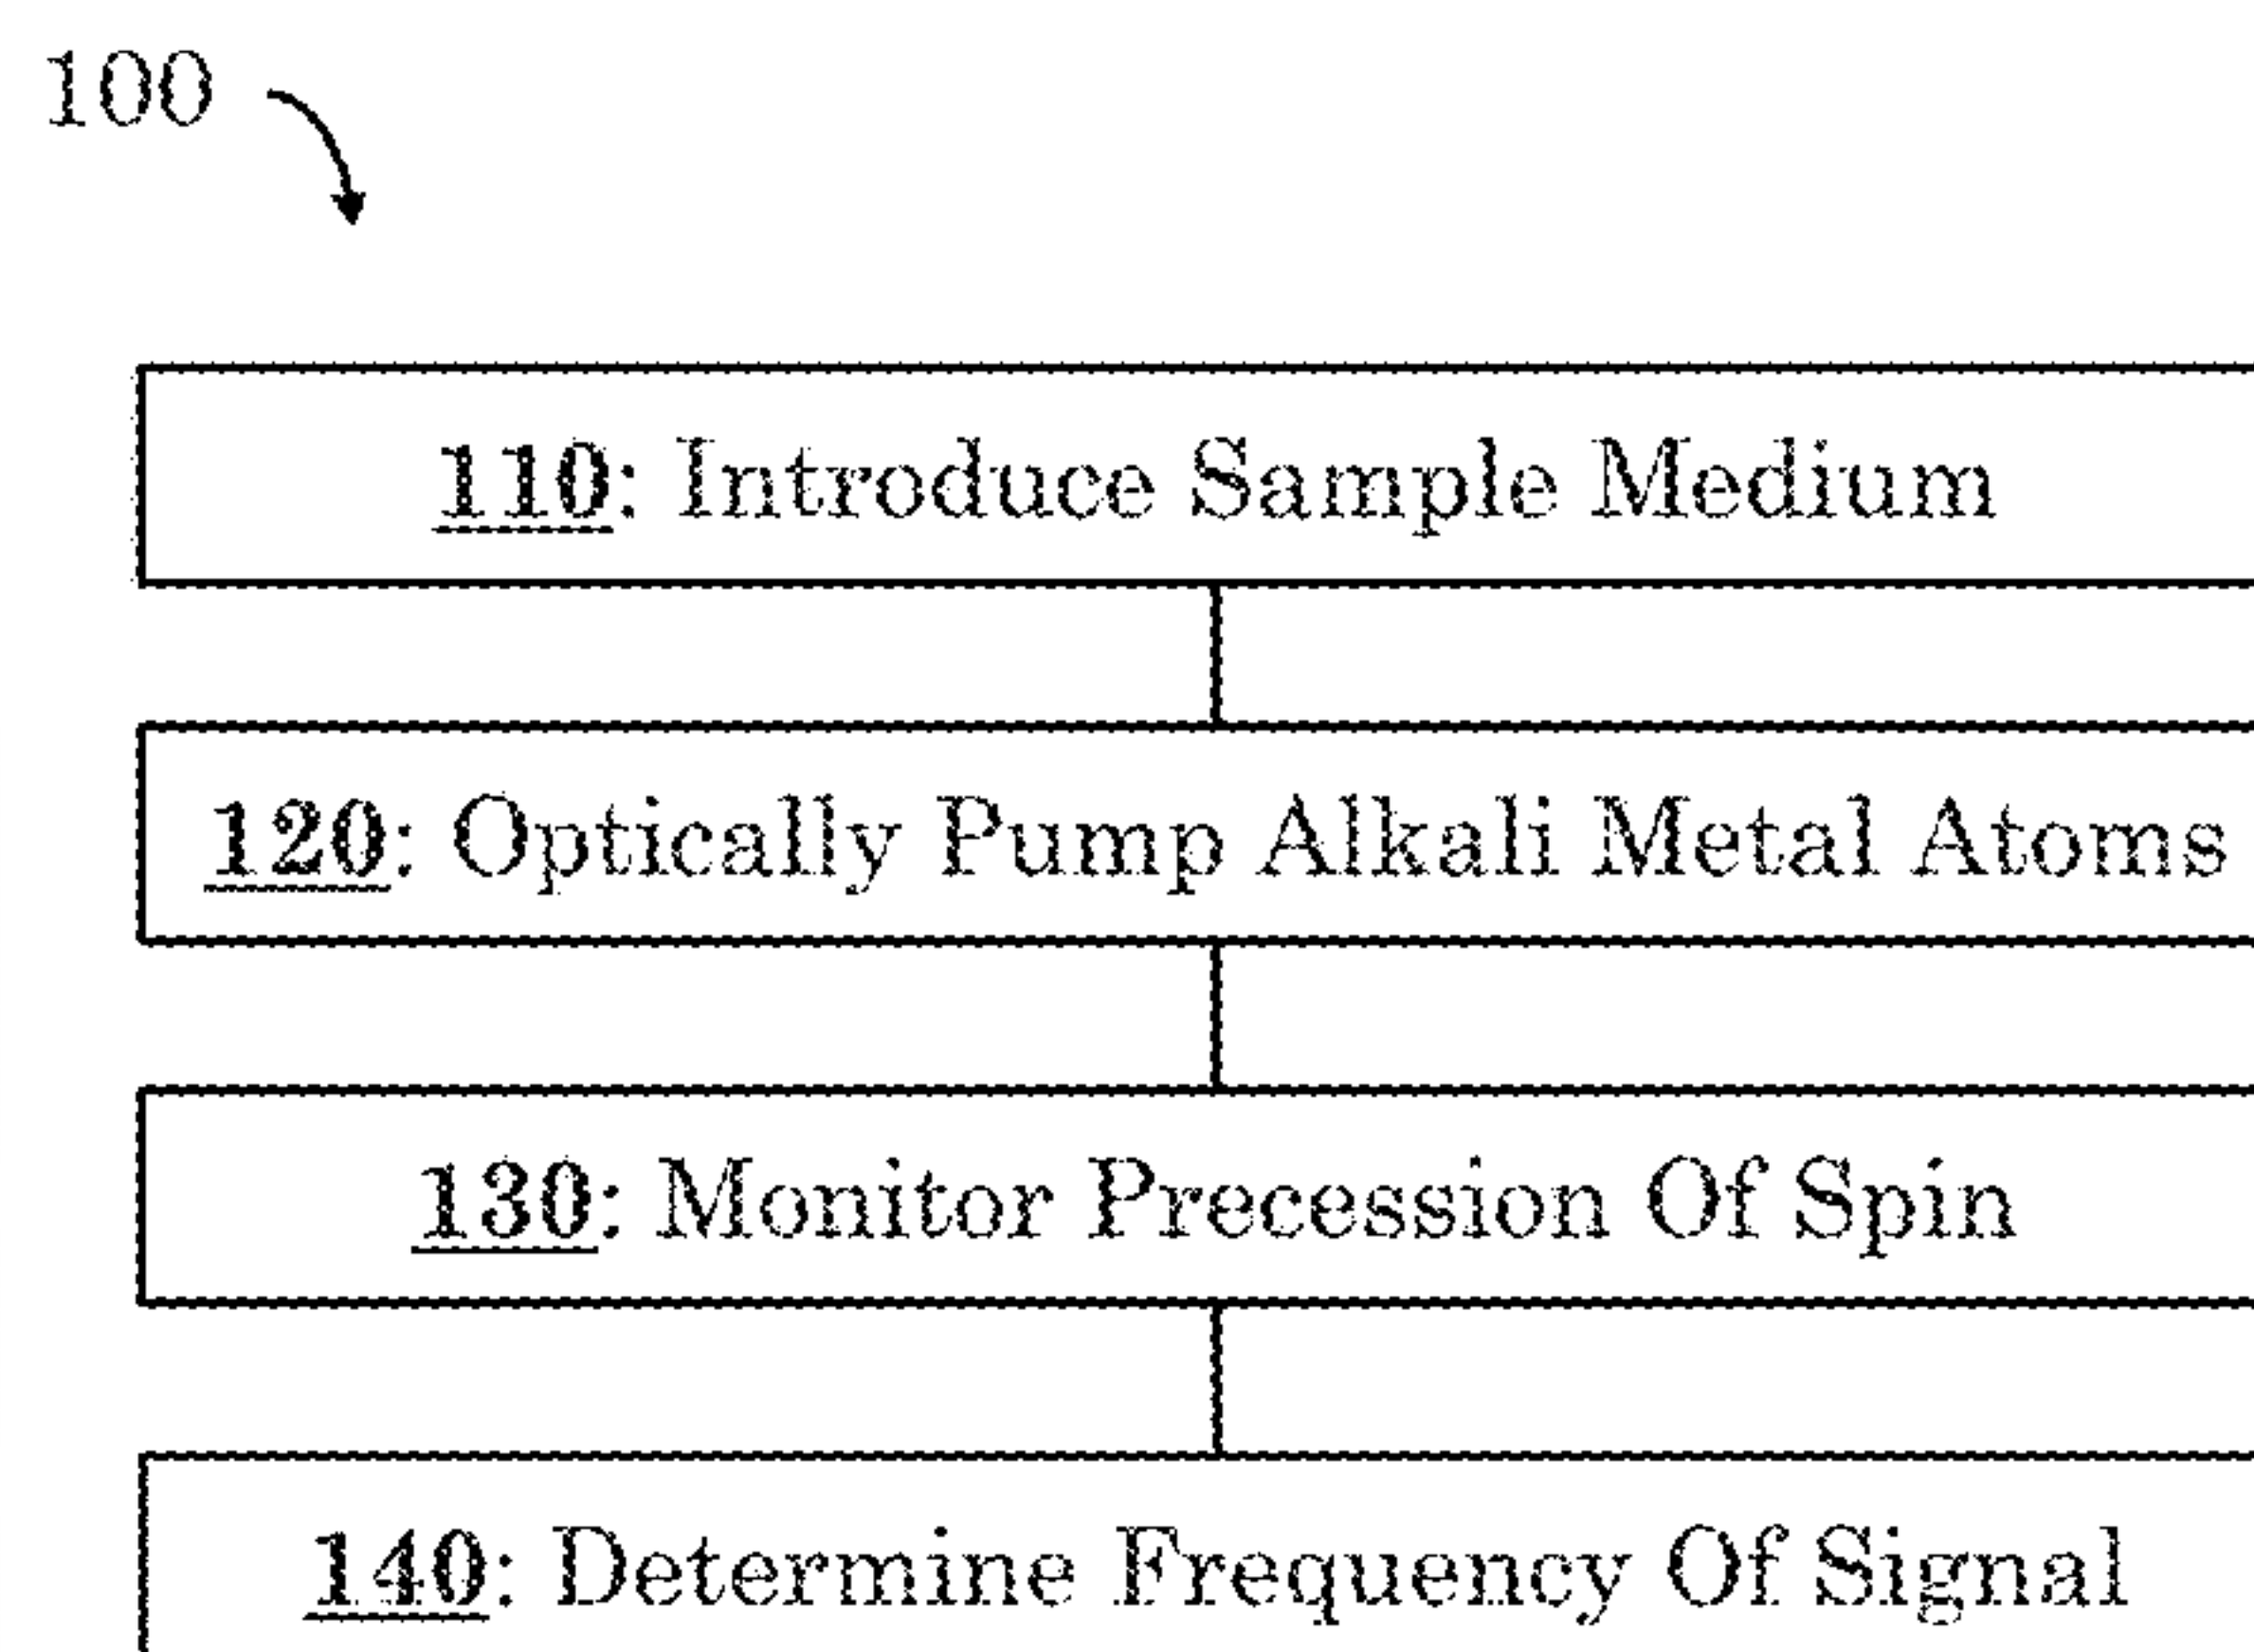 100
110: Introduce Sample Medium
120: Optically Pump Alkali Metal Atoms
130: Monitor Precession Of Spin
140: Determine Frequency Of Signal